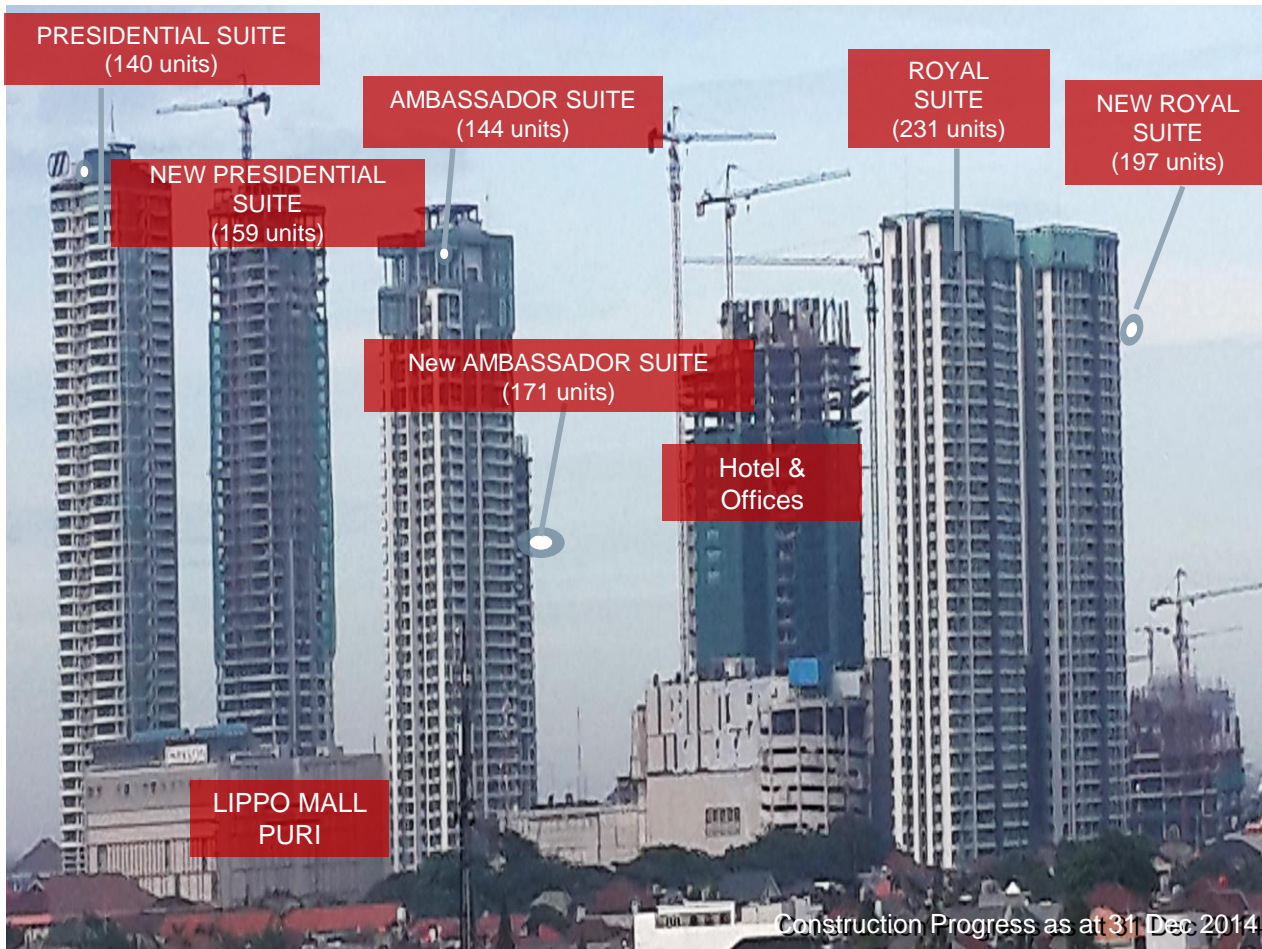 PRESIDENTIAL SUITE
(140 units)
NEW PRESIDENTIAL
SUITE
(159 units)
AMBASSADOR SUITE
(144 units)
New AMBASSADOR SUITE
(171 units)
Hotel &
Offices
ROYAL
SUITE
(231 units)
NEW ROYAL
SUITE
(197 units)
LIPPO MALL
PURI
Construction Progress as at 31 Dec 2014